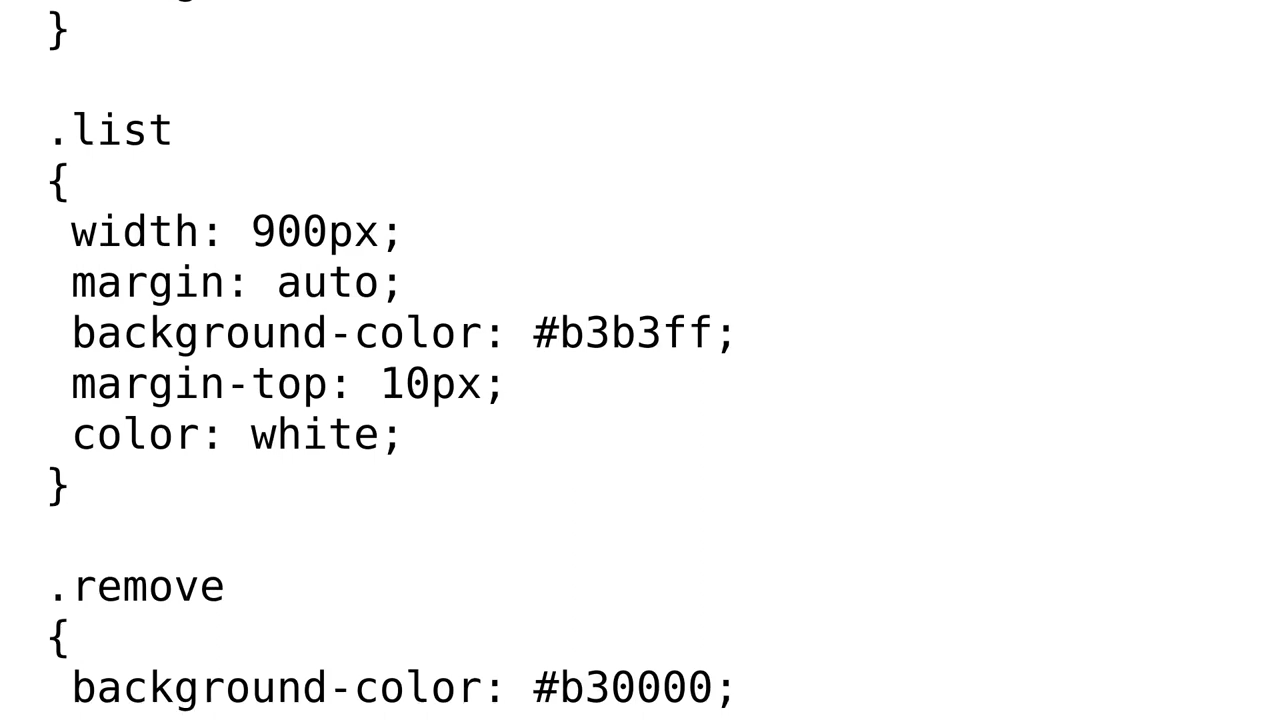 }
.list
{
width: 900px;
margin: auto;
background-color: #b3b3ff;
margin-top: 10px;
color: white;
}
.remove
{
background-color: #b30000;